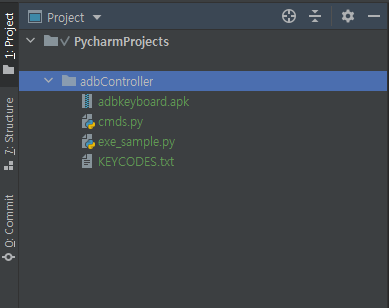 Project
PycharmProjects
adbController
adbkeyboard.apk
cmds.py
exe_sample.py
KEYCODES.txt
1: Project
7: Structure
0: Commit